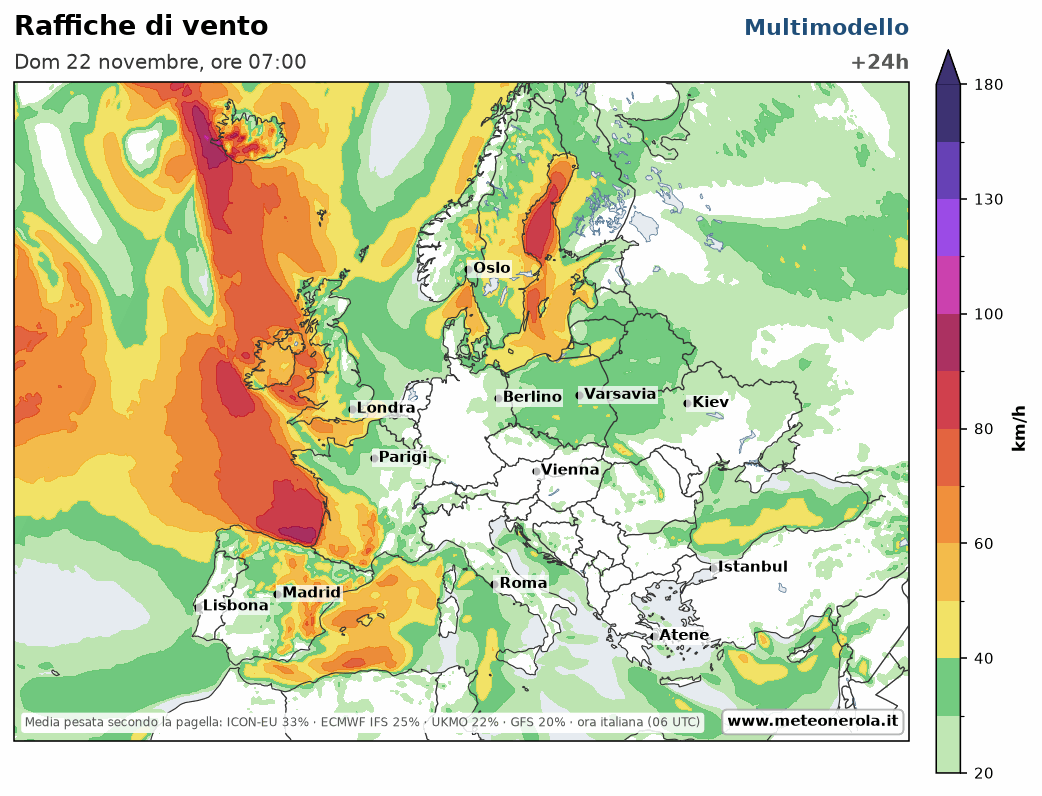 Raffiche di vento
Multimodello
Dom 22 novembre, ore 07:00
+24h
180
130
100
80
60
40
20
km/h
Oslo
Berlino
Varsavia
Kiev
Londra
Parigi
Vienna
Istanbul
Roma
Madrid
Lisbona
Atene
Media pesata secondo la pagella: ICON-EU 33% · ECMWF IFS 25% · UKMO 22% · GFS 20% · ora italiana (06 UTC)
www.meteonerola.it